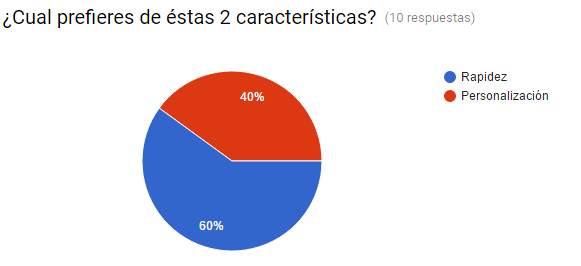 ¿Cual prefieres de éstas 2 características? (10 respuestas)
Rapidez
Personalización
40%
60%